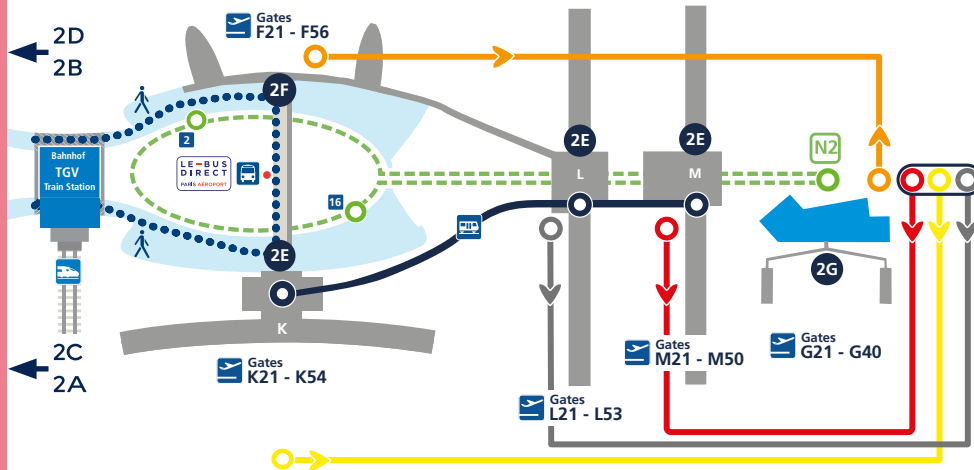 Gates
F21 - F56
2D
2B
2F
2
Bahnhof
TGV
Train Station
LE-BUS
DIRECT
PARIS AÉROPORT
16
2E
2E
2E
L
M
N2
2G
K
2C
2A
Gates
K21 - K54
Gates
L21 - L53
Gates
M21 - M50
Gates
G21 - G40